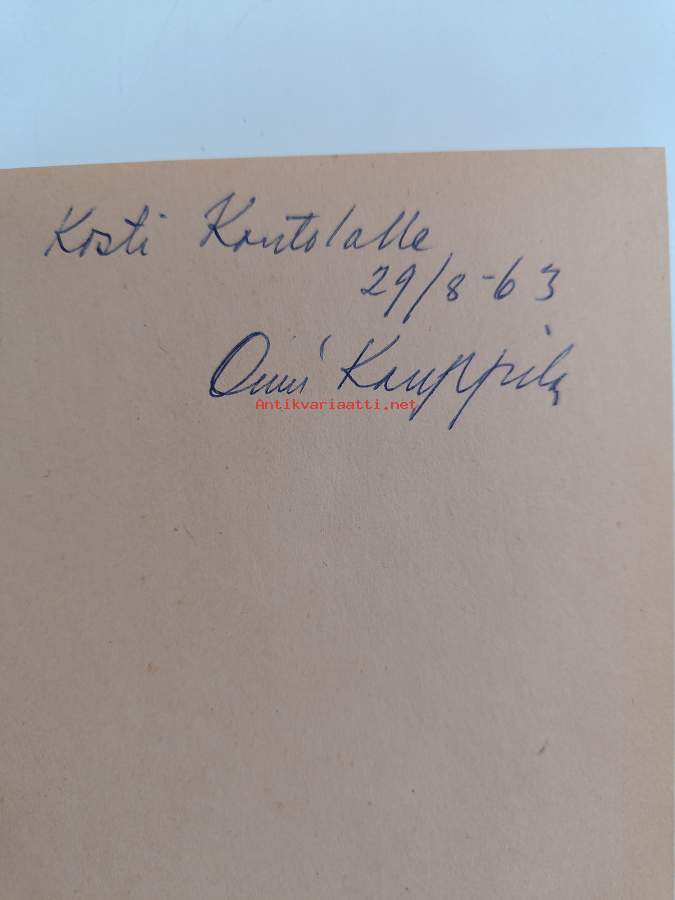 Kosti Kontolalle
29/8-63
Onni Kauppila
Antikvariaatti.net